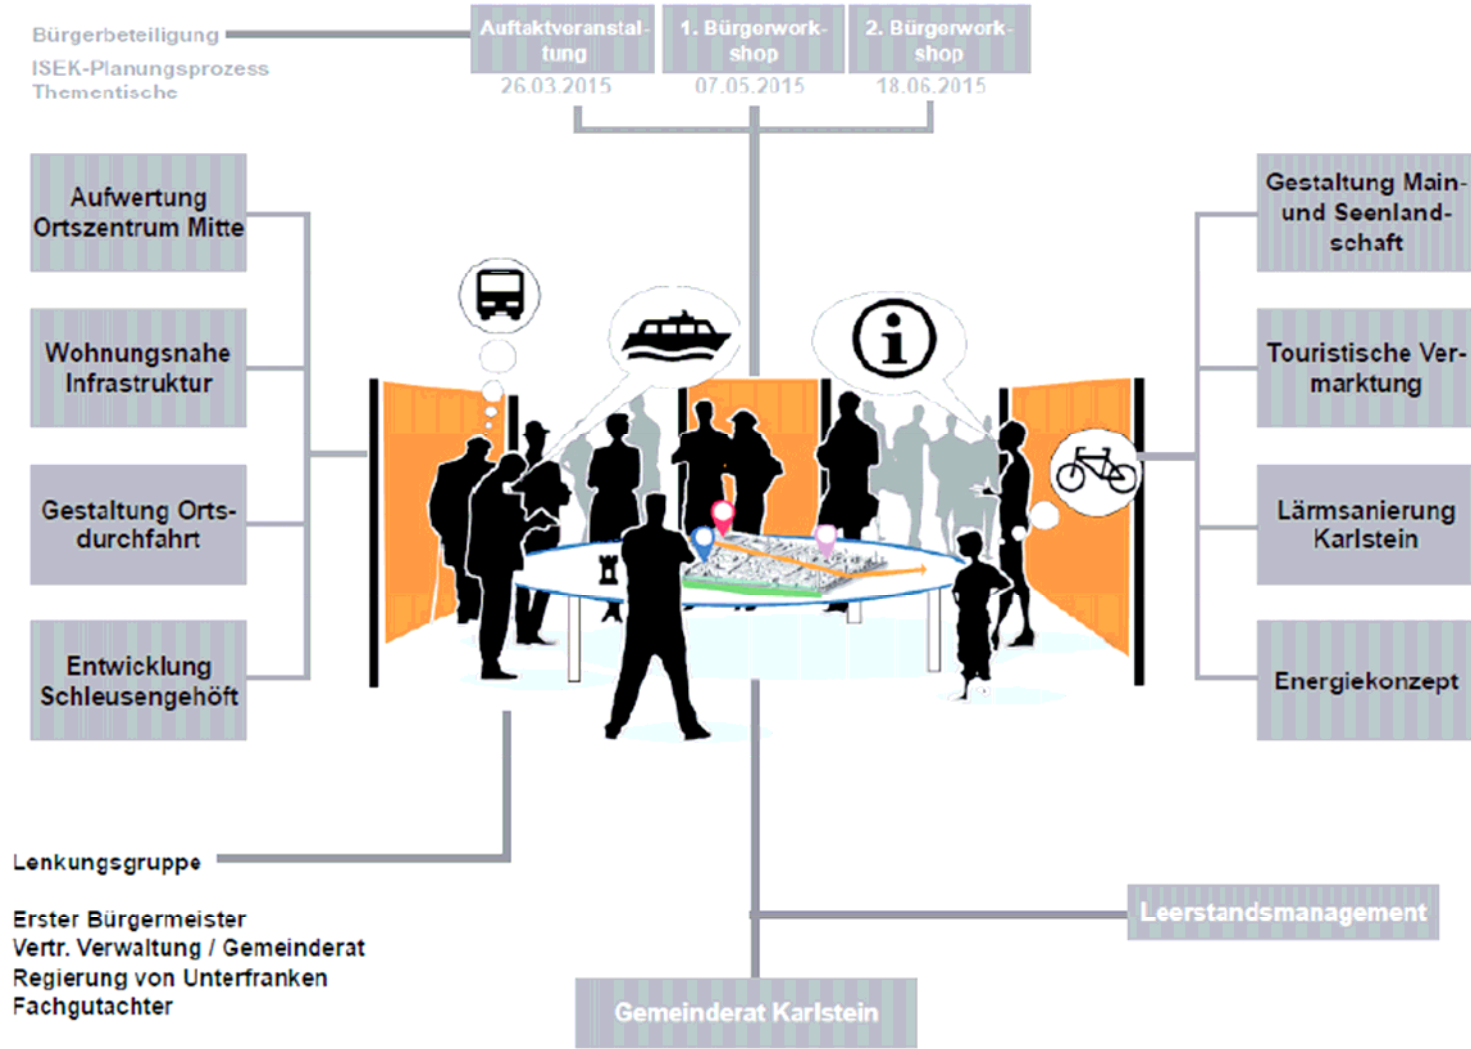 Bürgerbeteiligung
ISEK-Planungsprozess
Thementische
Auftaktveranstal-
tung
26.03.2015
1. Bürgerwork-
shop
07.05.2015
2. Bürgerwork-
shop
18.06.2015
Aufwertung
Ortszentrum Mitte
Wohnungsnahe
Infrastruktur
Gestaltung Orts-
durchfahrt
Entwicklung
Schleusengehöft
Gestaltung Main-
und Seenland-
schaft
Touristische Ver-
marktung
Lärmsanierung
Karlstein
Energiekonzept
i
Lenkungsgruppe
Erster Bürgermeister
Vertr. Verwaltung / Gemeinderat
Regierung von Unterfranken
Fachgutachter
Leerstandsmanagement
Gemeinderat Karlstein